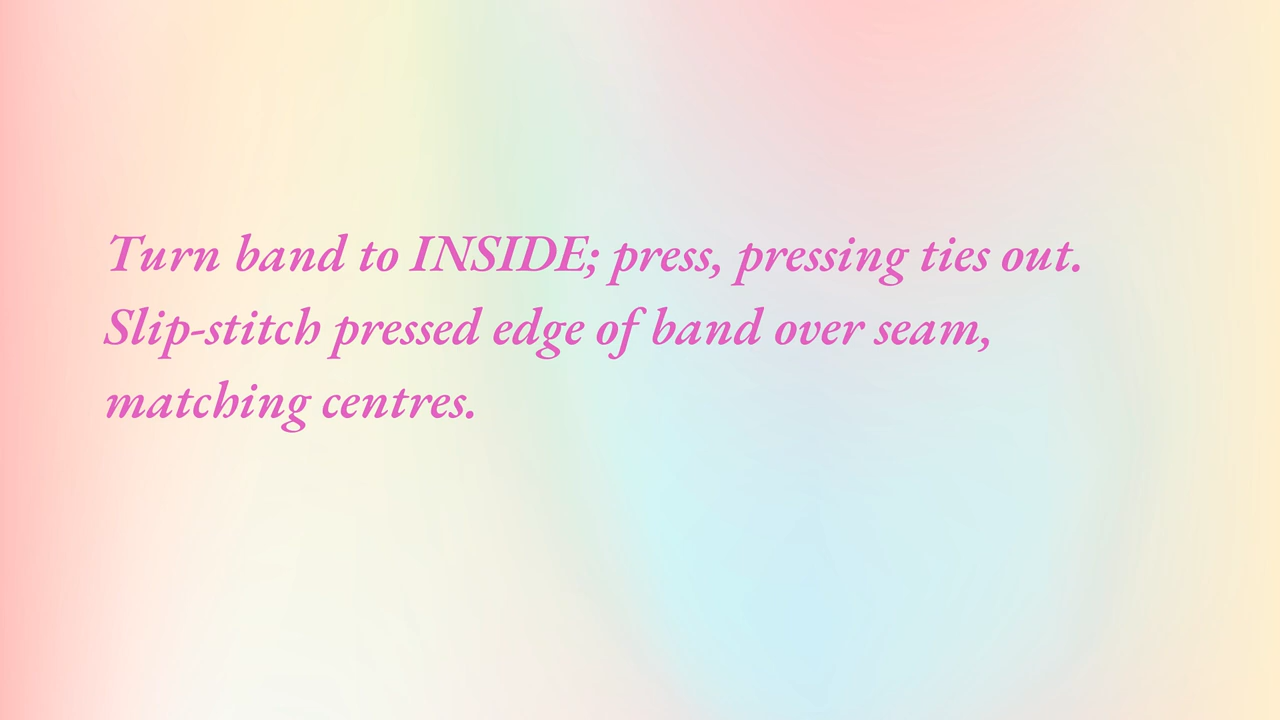 Turn band to INSIDE; press, pressing ties out.
Slip-stitch pressed edge of band over seam,
matching centres.